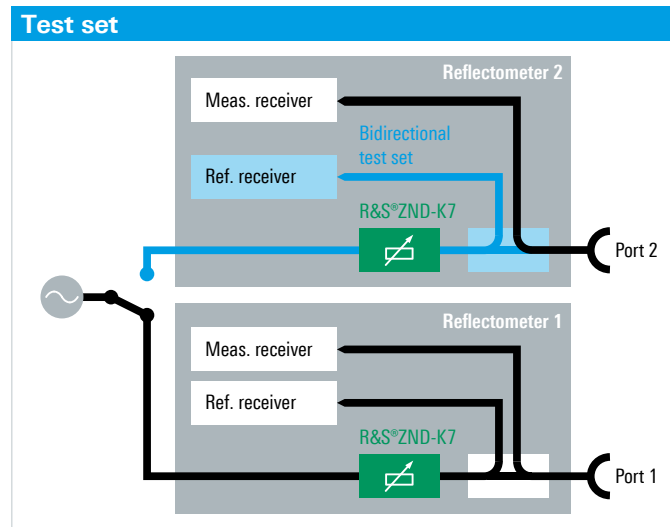 Test set
Reflectometer 2
Meas. receiver
Bidirectional
test set
Ref. receiver
R&S®ZND-K7
Port 2
Reflectometer 1
Meas. receiver
Ref. receiver
R&S®ZND-K7
Port 1